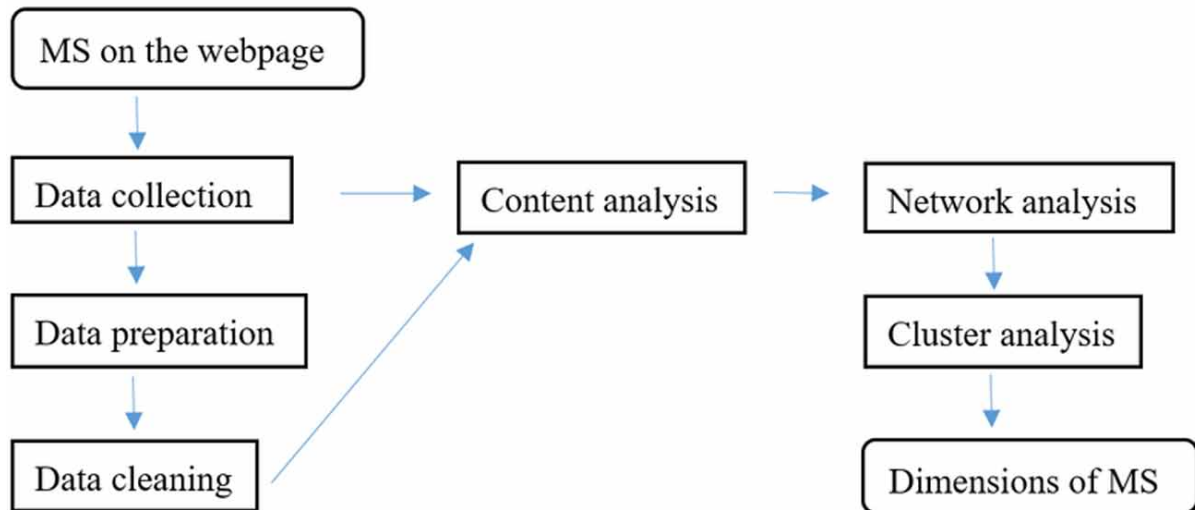 MS on the webpage
Data collection
Data preparation
Data cleaning
Content analysis
Network analysis
Cluster analysis
Dimensions of MS